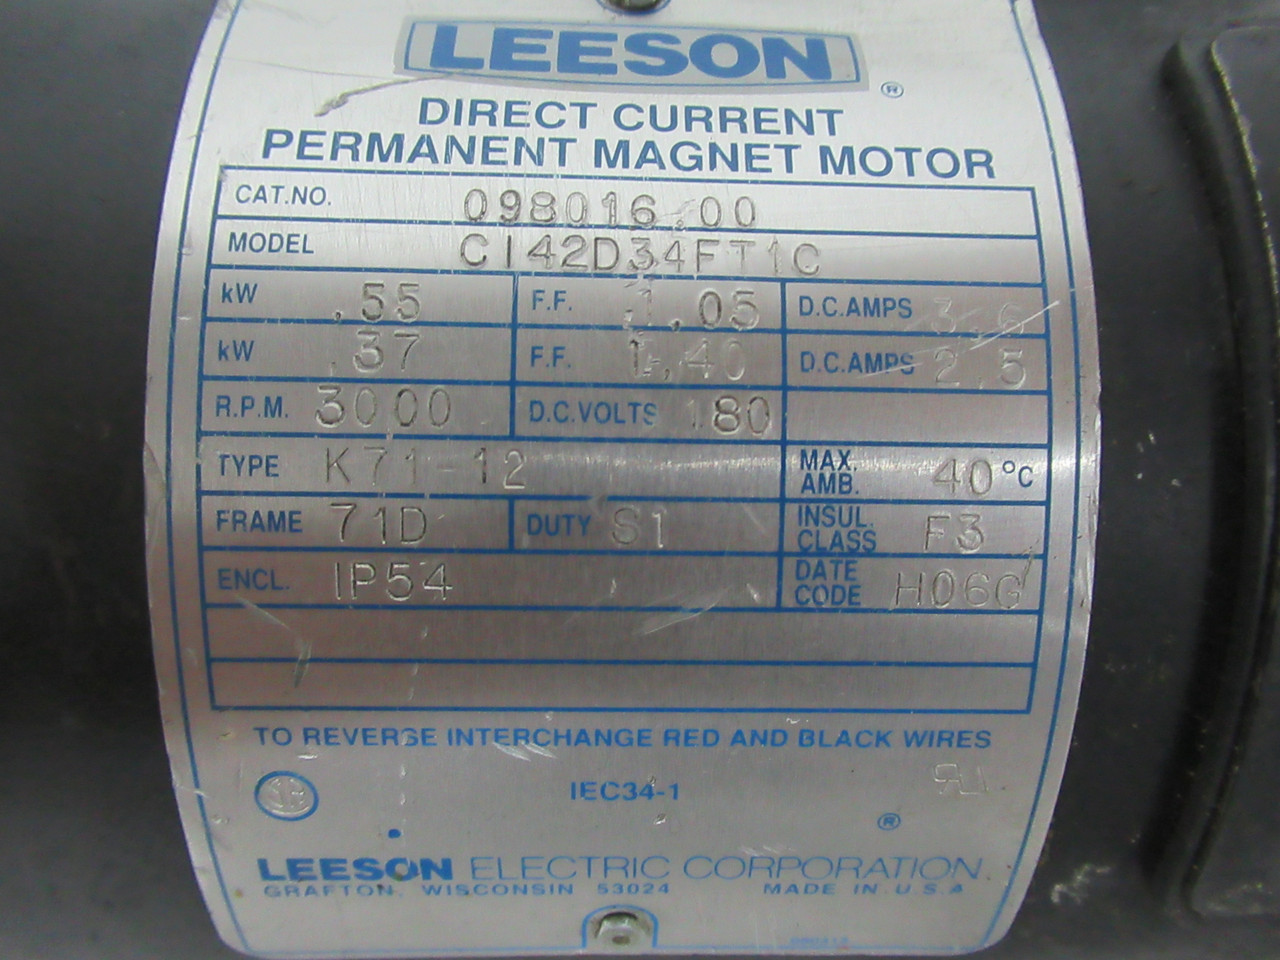 LEESON ®
DIRECT CURRENT
PERMANENT MAGNET MOTOR
CAT.NO. 098016.00
MODEL C142D34FT1C
kW .55 F.F. 1.05 D.C.AMPS 3.6
kW .37 F.F. 1.40 D.C.AMPS 2.5
R.P.M. 3000 D.C.VOLTS 180
TYPE K71-12 MAX. AMB. 40 °C
FRAME 71D DUTY S1 INSUL. CLASS F3
ENCL. IP54 DATE CODE H06G
TO REVERSE INTERCHANGE RED AND BLACK WIRES
IEC34-1
®
LEESON ELECTRIC CORPORATION
GRAFTON, WISCONSIN 53024 MADE IN U.S.A